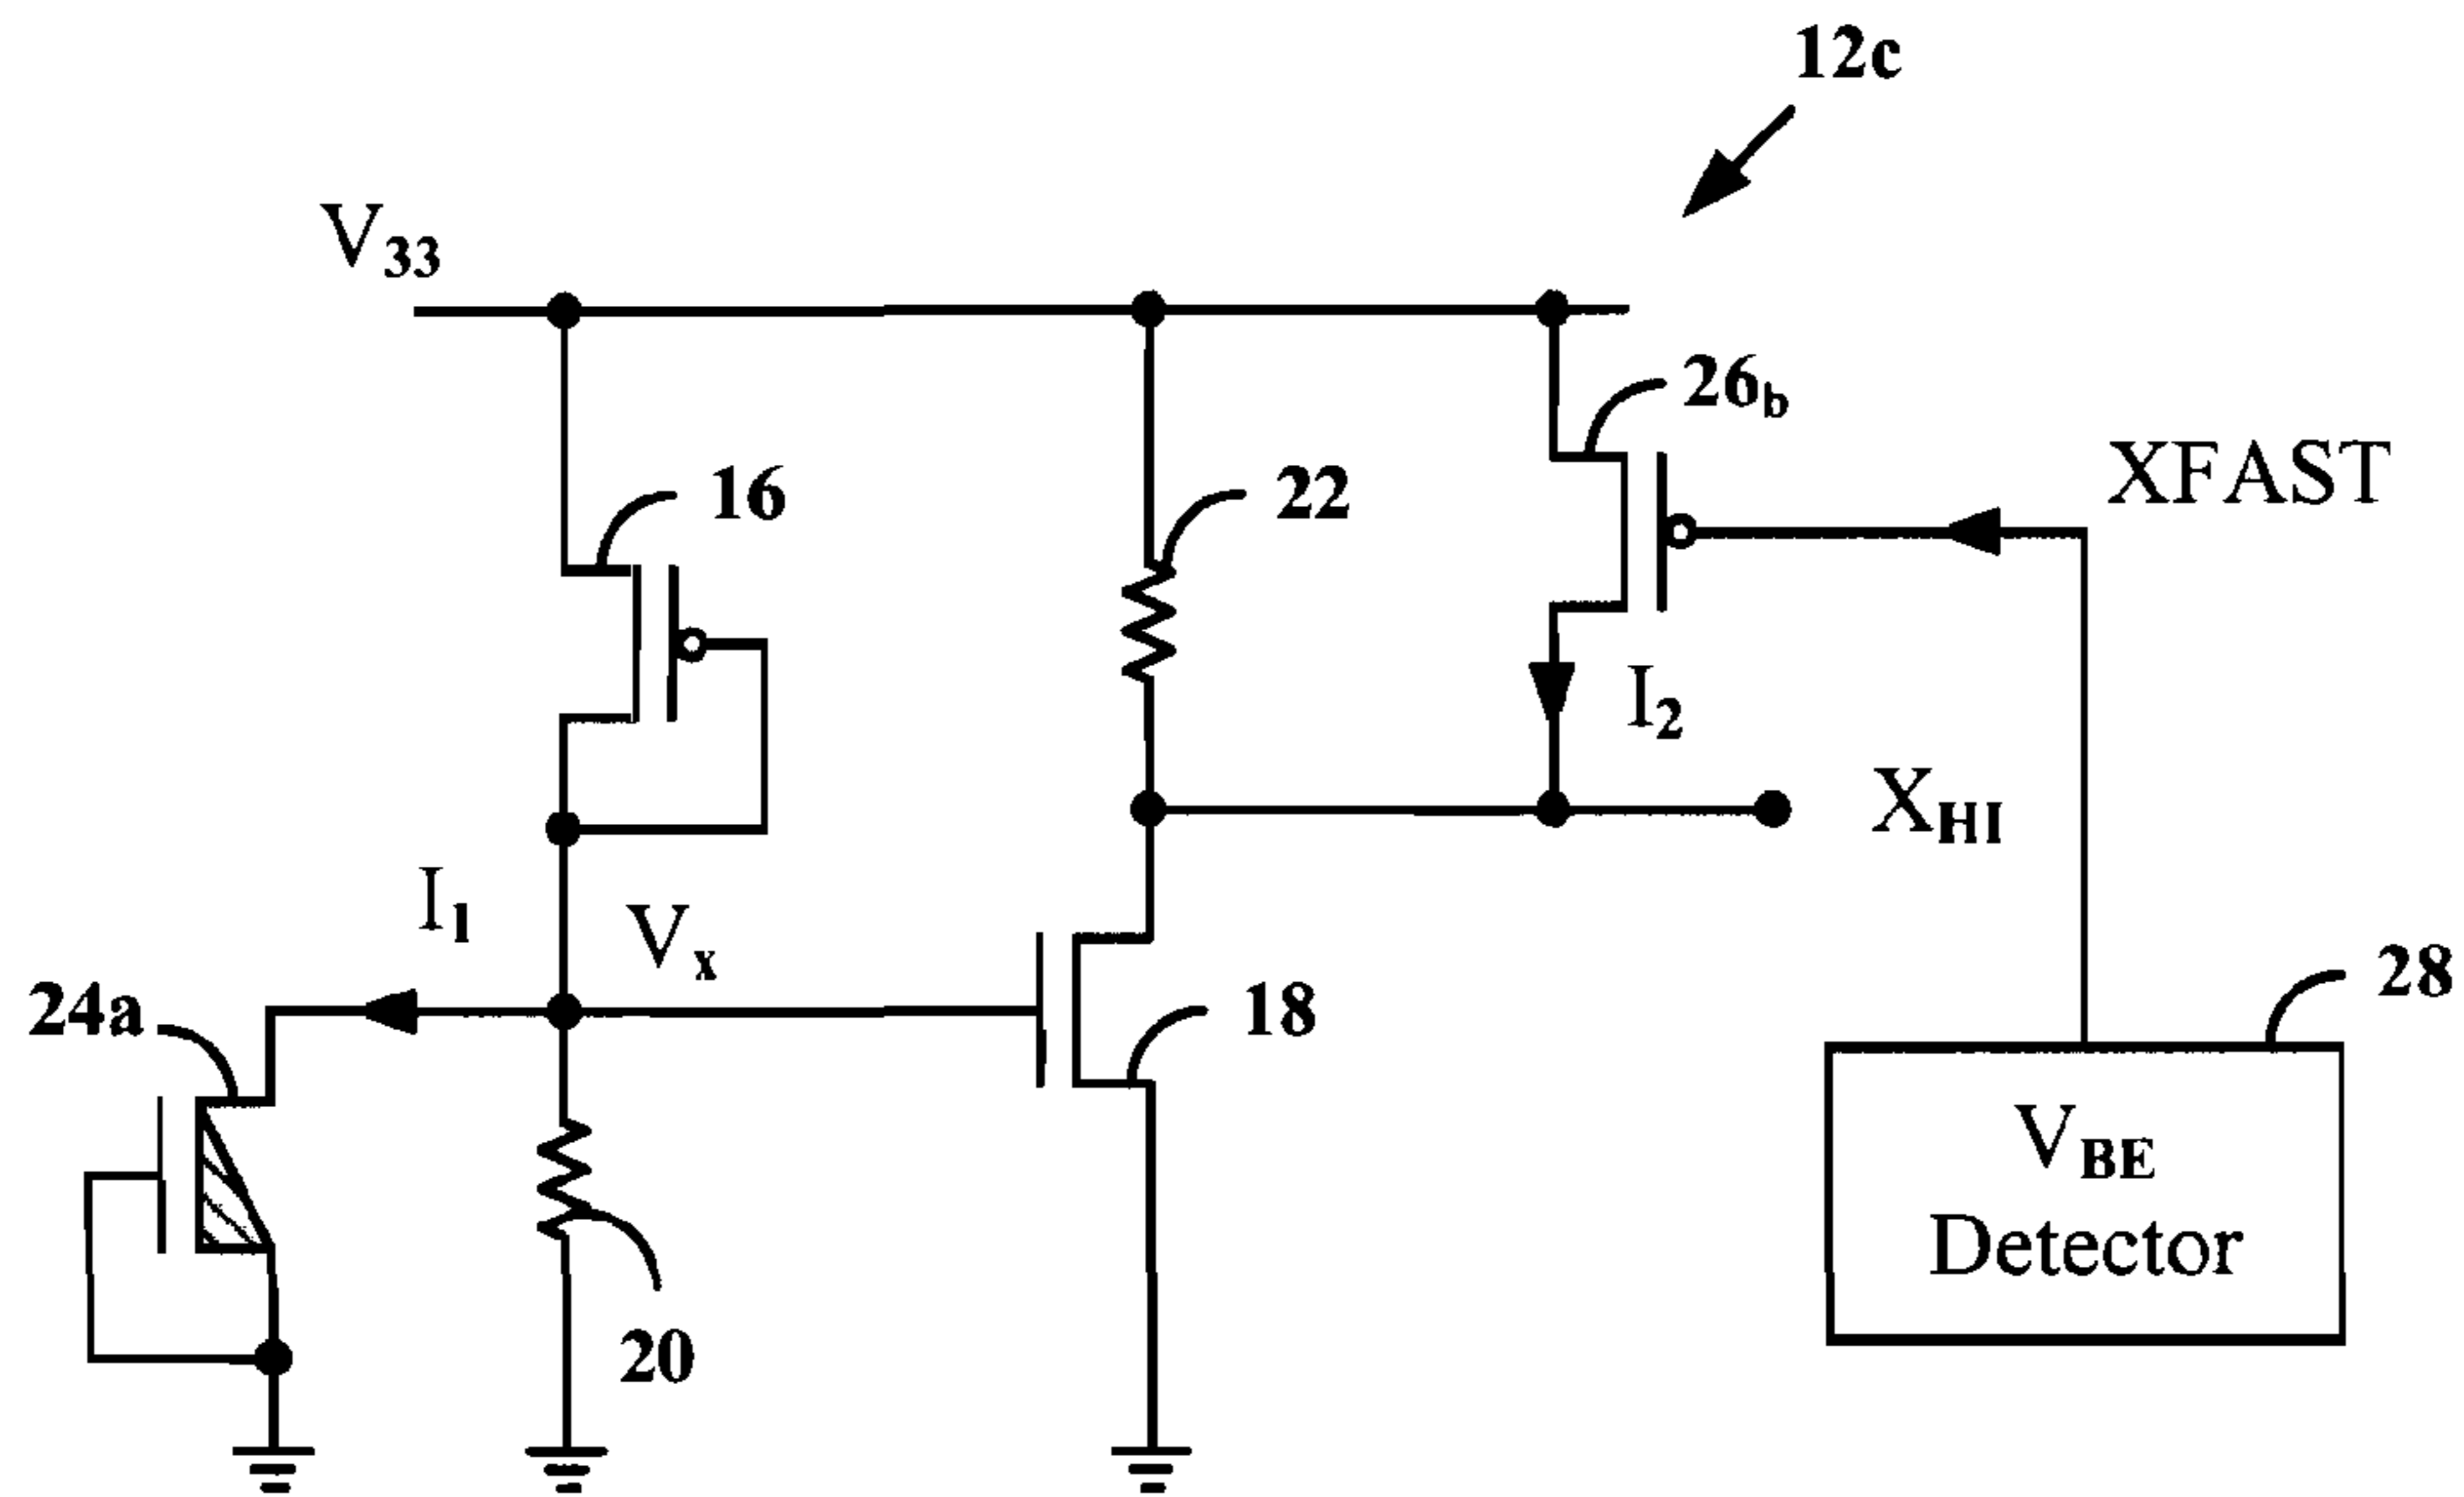 12c
V33
26b
XFAST
16
22
I2
XHI
I1
Vx
24a
18
28
VBE
Detector
20